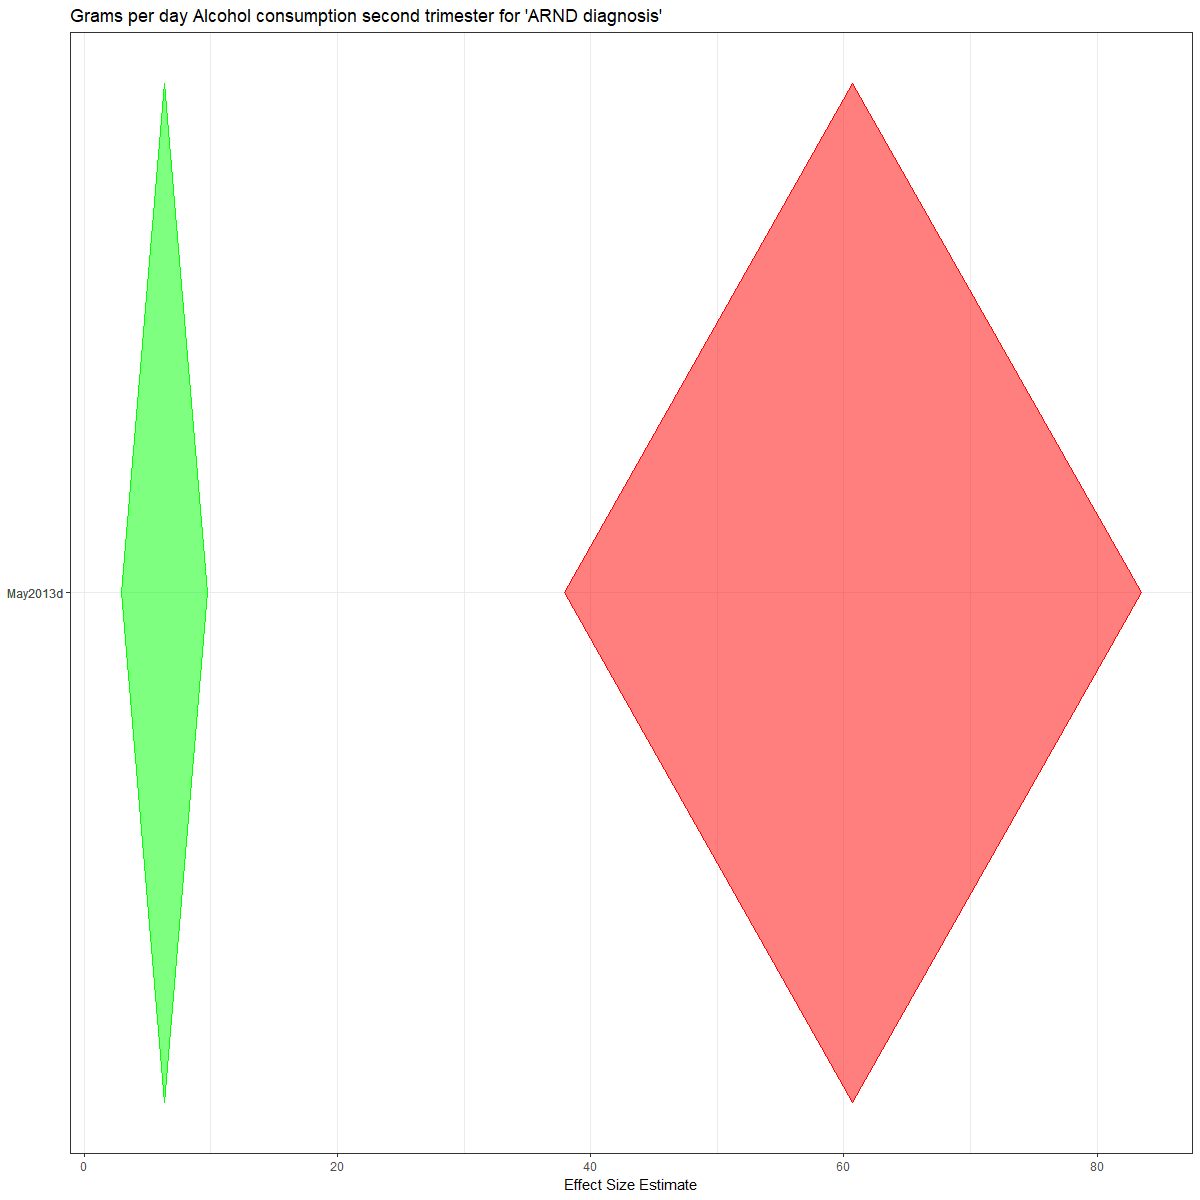 Grams per day Alcohol consumption second trimester for 'ARND diagnosis'
May2013d
0 20 40 60 80
Effect Size Estimate